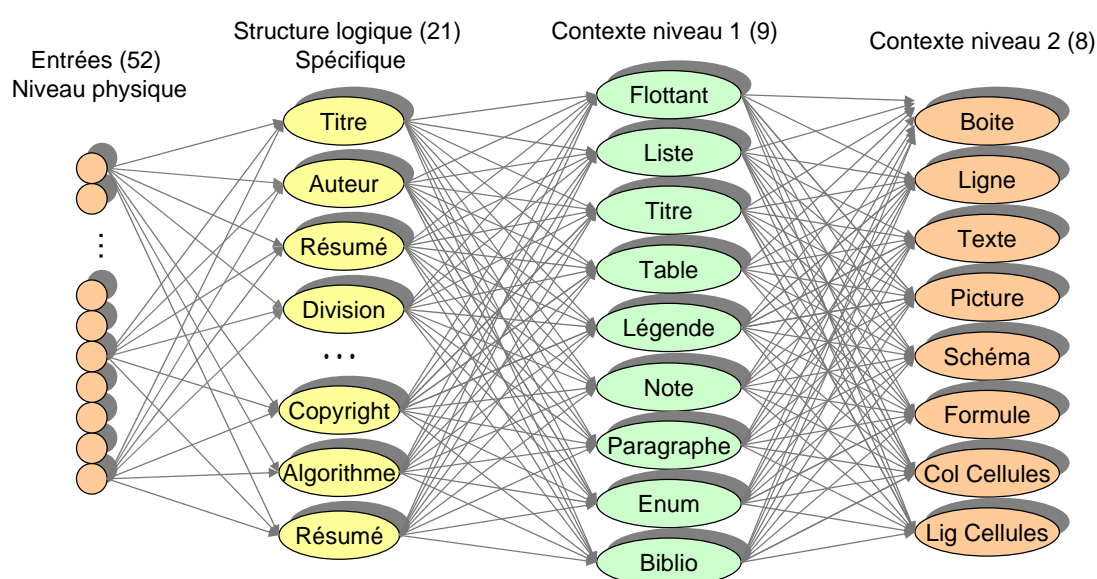 Entrées (52)
Niveau physique
Structure logique (21)
Spécifique
Contexte niveau 1 (9)
Contexte niveau 2 (8)
...
Titre
Auteur
Résumé
Division
...
Copyright
Algorithme
Résumé
Flottant
Liste
Titre
Table
Légende
Note
Paragraphe
Enum
Biblio
Boite
Ligne
Texte
Picture
Schéma
Formule
Col Cellules
Lig Cellules